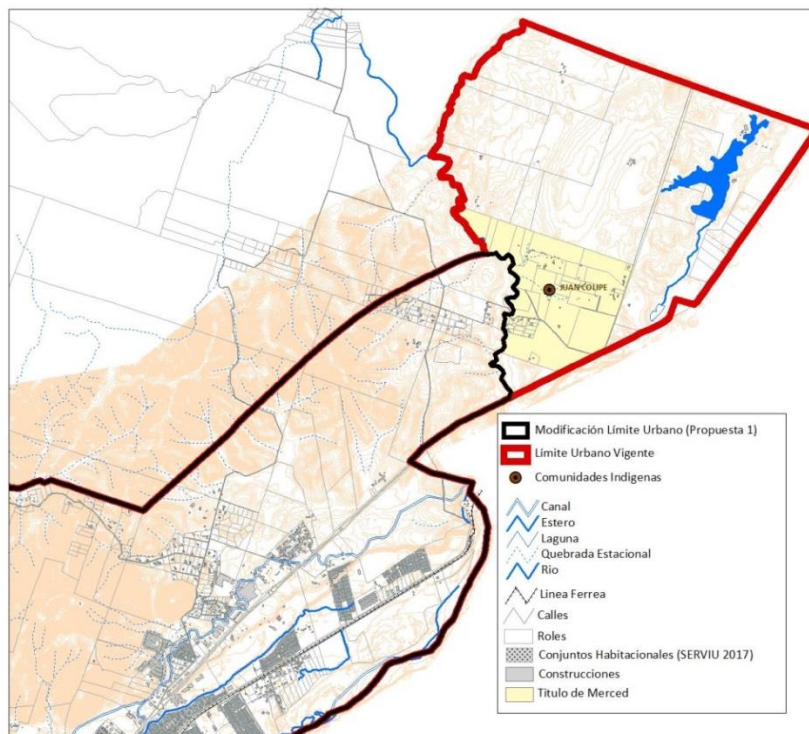 JUAN COLIPE
Modificación Límite Urbano (Propuesta 1)
Límite Urbano Vigente
Comunidades Indigenas
Canal
Estero
Laguna
Quebrada Estacional
Rio
Linea Ferrea
Calles
Roles
Conjuntos Habitacionales (SERVIU 2017)
Construcciones
Titulo de Merced